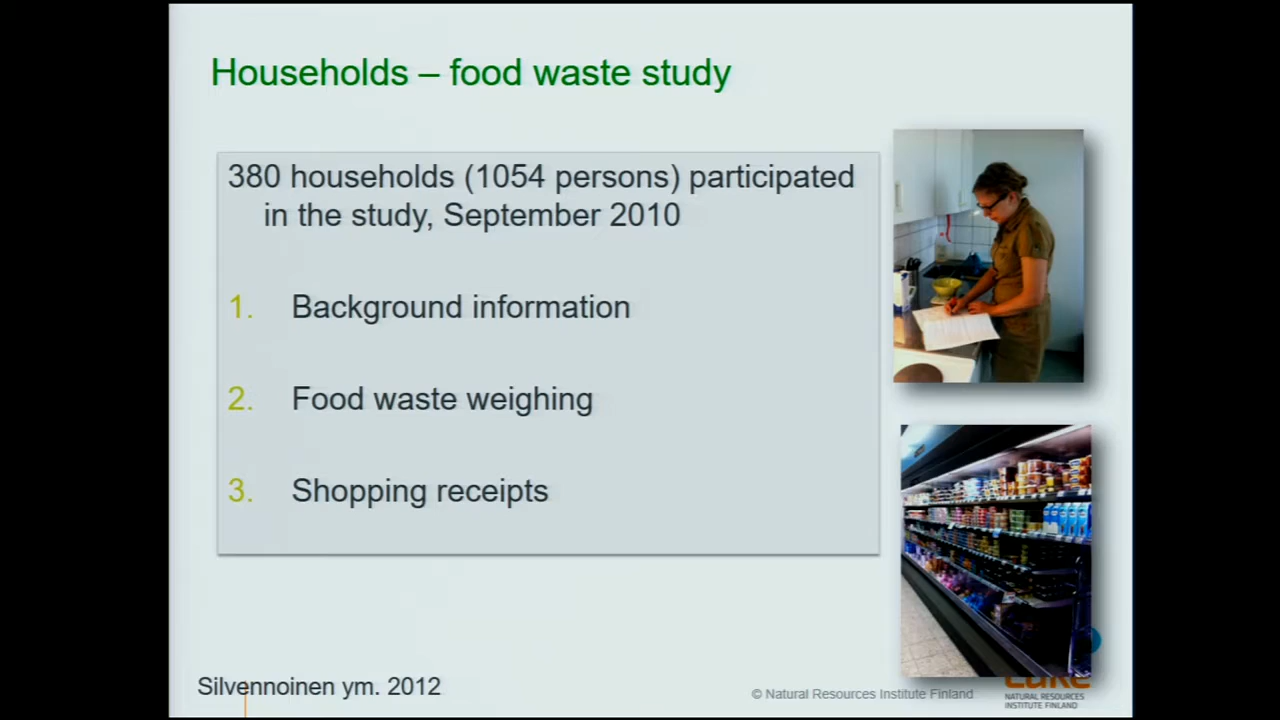 Households – food waste study
380 households (1054 persons) participated
in the study, September 2010
1. Background information
2. Food waste weighing
3. Shopping receipts
Silvennoinen ym. 2012
© Natural Resources Institute Finland
Luke
NATURAL RESOURCES
INSTITUTE FINLAND